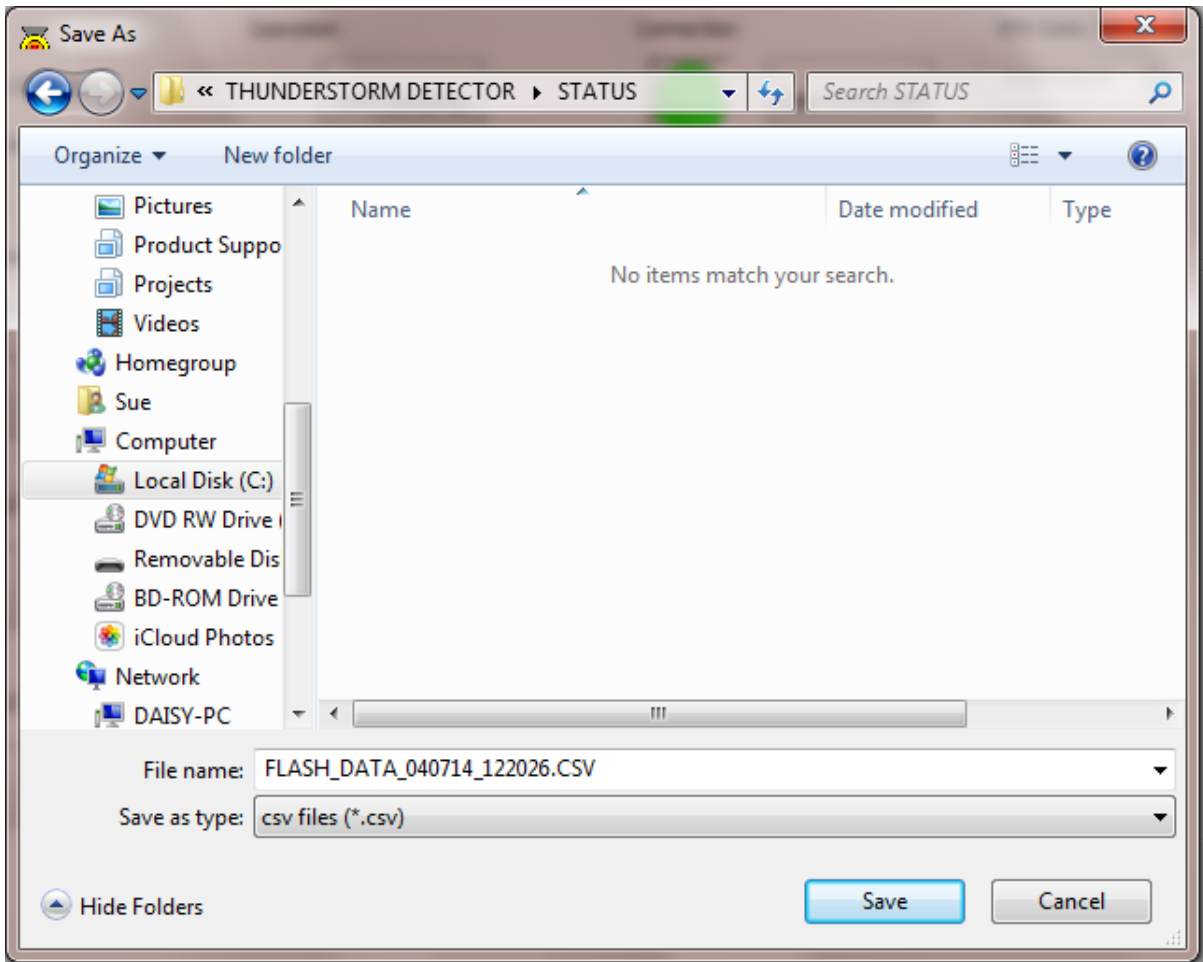 Save As
« THUNDERSTORM DETECTOR ▸ STATUS
Search STATUS
Organize
New folder
Name
Date modified
Type
No items match your search.
Pictures
Product Suppo
Projects
Videos
Homegroup
Sue
Computer
Local Disk (C:)
DVD RW Drive (
Removable Dis
BD-ROM Drive
iCloud Photos
Network
DAISY-PC
File name: FLASH_DATA_040714_122026.CSV
Save as type: csv files (*.csv)
Hide Folders
Save
Cancel